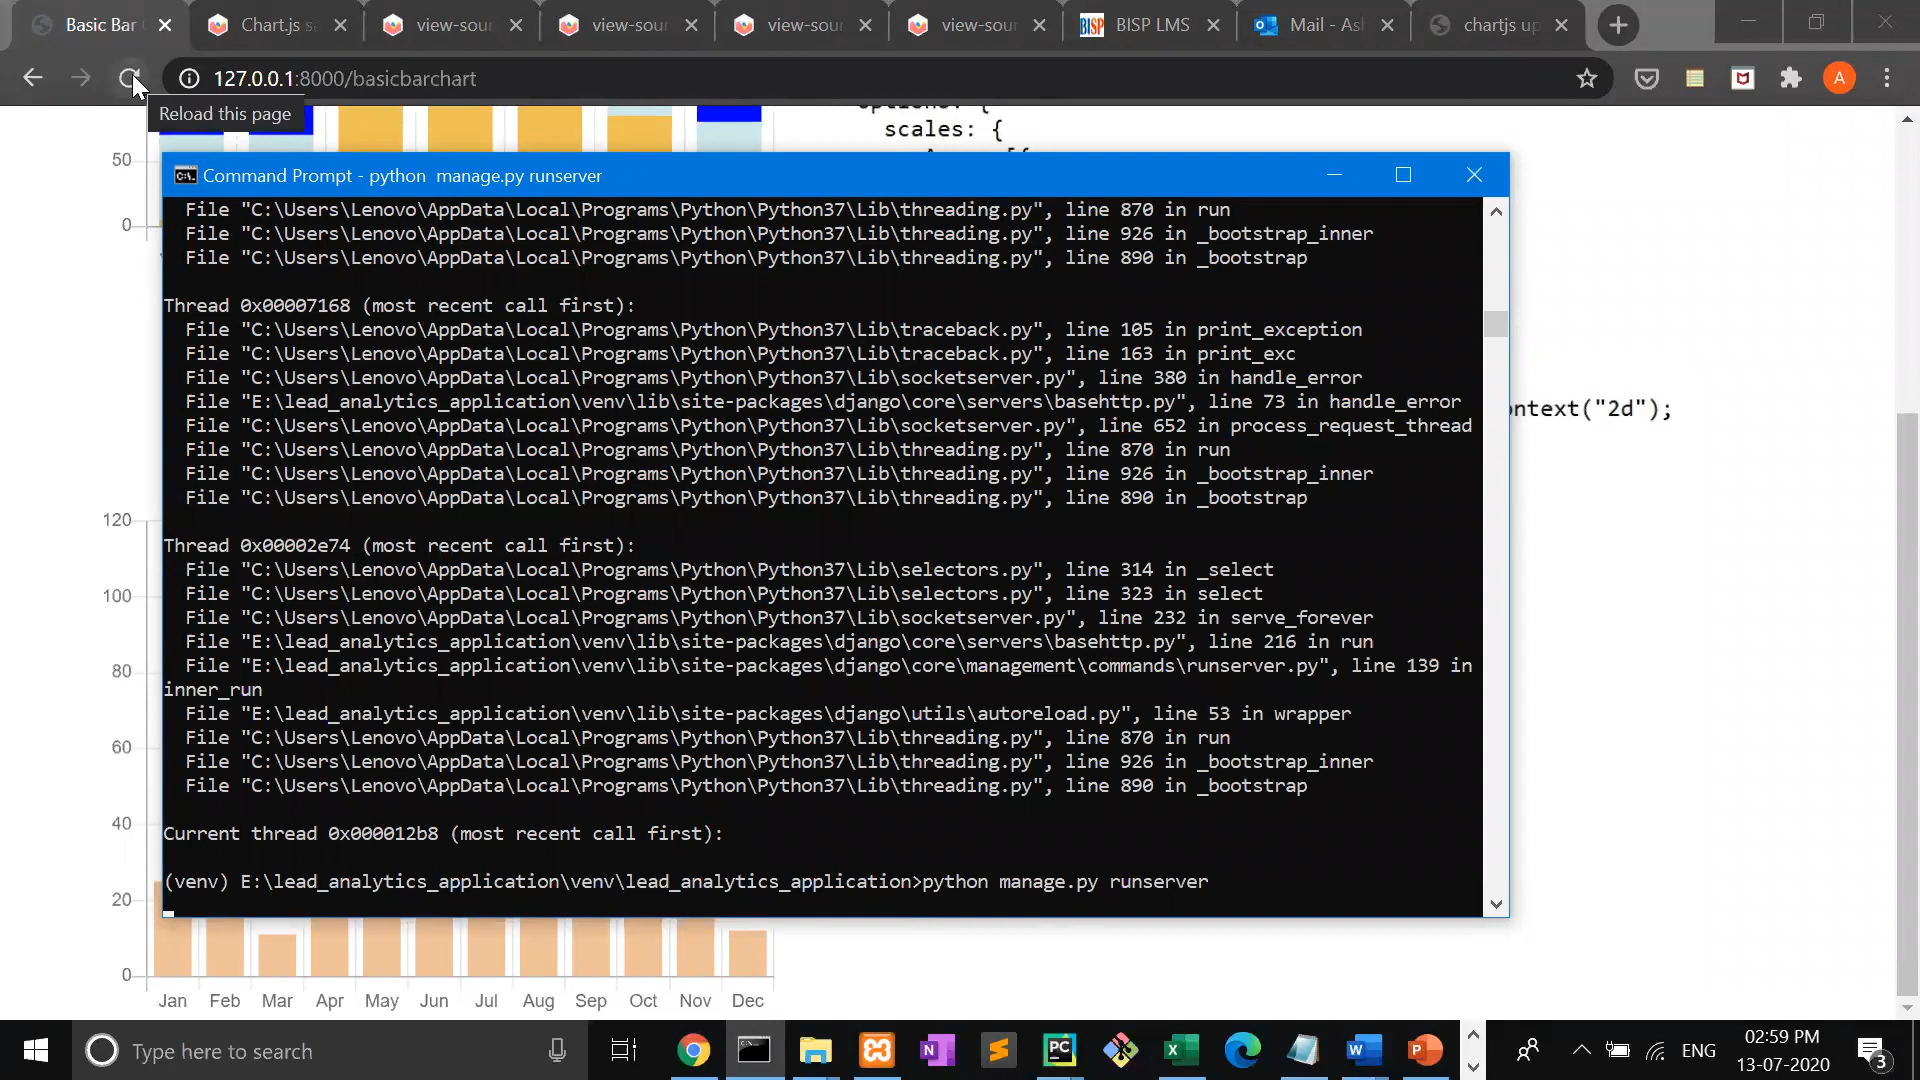 Basic Bar
Chart.js sa
view-sour
view-sour
view-sour
view-sour
BISP LMS
Mail - Ash
chartjs up
127.0.0.1:8000/basicbarchart
A
Reload this page
scales: {
50
0
Command Prompt - python  manage.py runserver
File "C:\Users\Lenovo\AppData\Local\Programs\Python\Python37\Lib\threading.py", line 870 in run
File "C:\Users\Lenovo\AppData\Local\Programs\Python\Python37\Lib\threading.py", line 926 in _bootstrap_inner
File "C:\Users\Lenovo\AppData\Local\Programs\Python\Python37\Lib\threading.py", line 890 in _bootstrap
Thread 0x00007168 (most recent call first):
File "C:\Users\Lenovo\AppData\Local\Programs\Python\Python37\Lib\traceback.py", line 105 in print_exception
File "C:\Users\Lenovo\AppData\Local\Programs\Python\Python37\Lib\traceback.py", line 163 in print_exc
File "C:\Users\Lenovo\AppData\Local\Programs\Python\Python37\Lib\socketserver.py", line 380 in handle_error
File "E:\lead_analytics_application\venv\lib\site-packages\django\core\servers\basehttp.py", line 73 in handle_error
File "C:\Users\Lenovo\AppData\Local\Programs\Python\Python37\Lib\socketserver.py", line 652 in process_request_thread
File "C:\Users\Lenovo\AppData\Local\Programs\Python\Python37\Lib\threading.py", line 870 in run
File "C:\Users\Lenovo\AppData\Local\Programs\Python\Python37\Lib\threading.py", line 926 in _bootstrap_inner
File "C:\Users\Lenovo\AppData\Local\Programs\Python\Python37\Lib\threading.py", line 890 in _bootstrap
Thread 0x00002e74 (most recent call first):
File "C:\Users\Lenovo\AppData\Local\Programs\Python\Python37\Lib\selectors.py", line 314 in _select
File "C:\Users\Lenovo\AppData\Local\Programs\Python\Python37\Lib\selectors.py", line 323 in select
File "C:\Users\Lenovo\AppData\Local\Programs\Python\Python37\Lib\socketserver.py", line 232 in serve_forever
File "E:\lead_analytics_application\venv\lib\site-packages\django\core\servers\basehttp.py", line 216 in run
File "E:\lead_analytics_application\venv\lib\site-packages\django\core\management\commands\runserver.py", line 139 in
inner_run
File "E:\lead_analytics_application\venv\lib\site-packages\django\utils\autoreload.py", line 53 in wrapper
File "C:\Users\Lenovo\AppData\Local\Programs\Python\Python37\Lib\threading.py", line 870 in run
File "C:\Users\Lenovo\AppData\Local\Programs\Python\Python37\Lib\threading.py", line 926 in _bootstrap_inner
File "C:\Users\Lenovo\AppData\Local\Programs\Python\Python37\Lib\threading.py", line 890 in _bootstrap
Current thread 0x000012b8 (most recent call first):
(venv) E:\lead_analytics_application\venv\lead_analytics_application>python manage.py runserver
ontext("2d");
120
100
80
60
40
20
0
Jan Feb Mar Apr May Jun Jul Aug Sep Oct Nov Dec
Type here to search
ENG
02:59 PM
13-07-2020
3